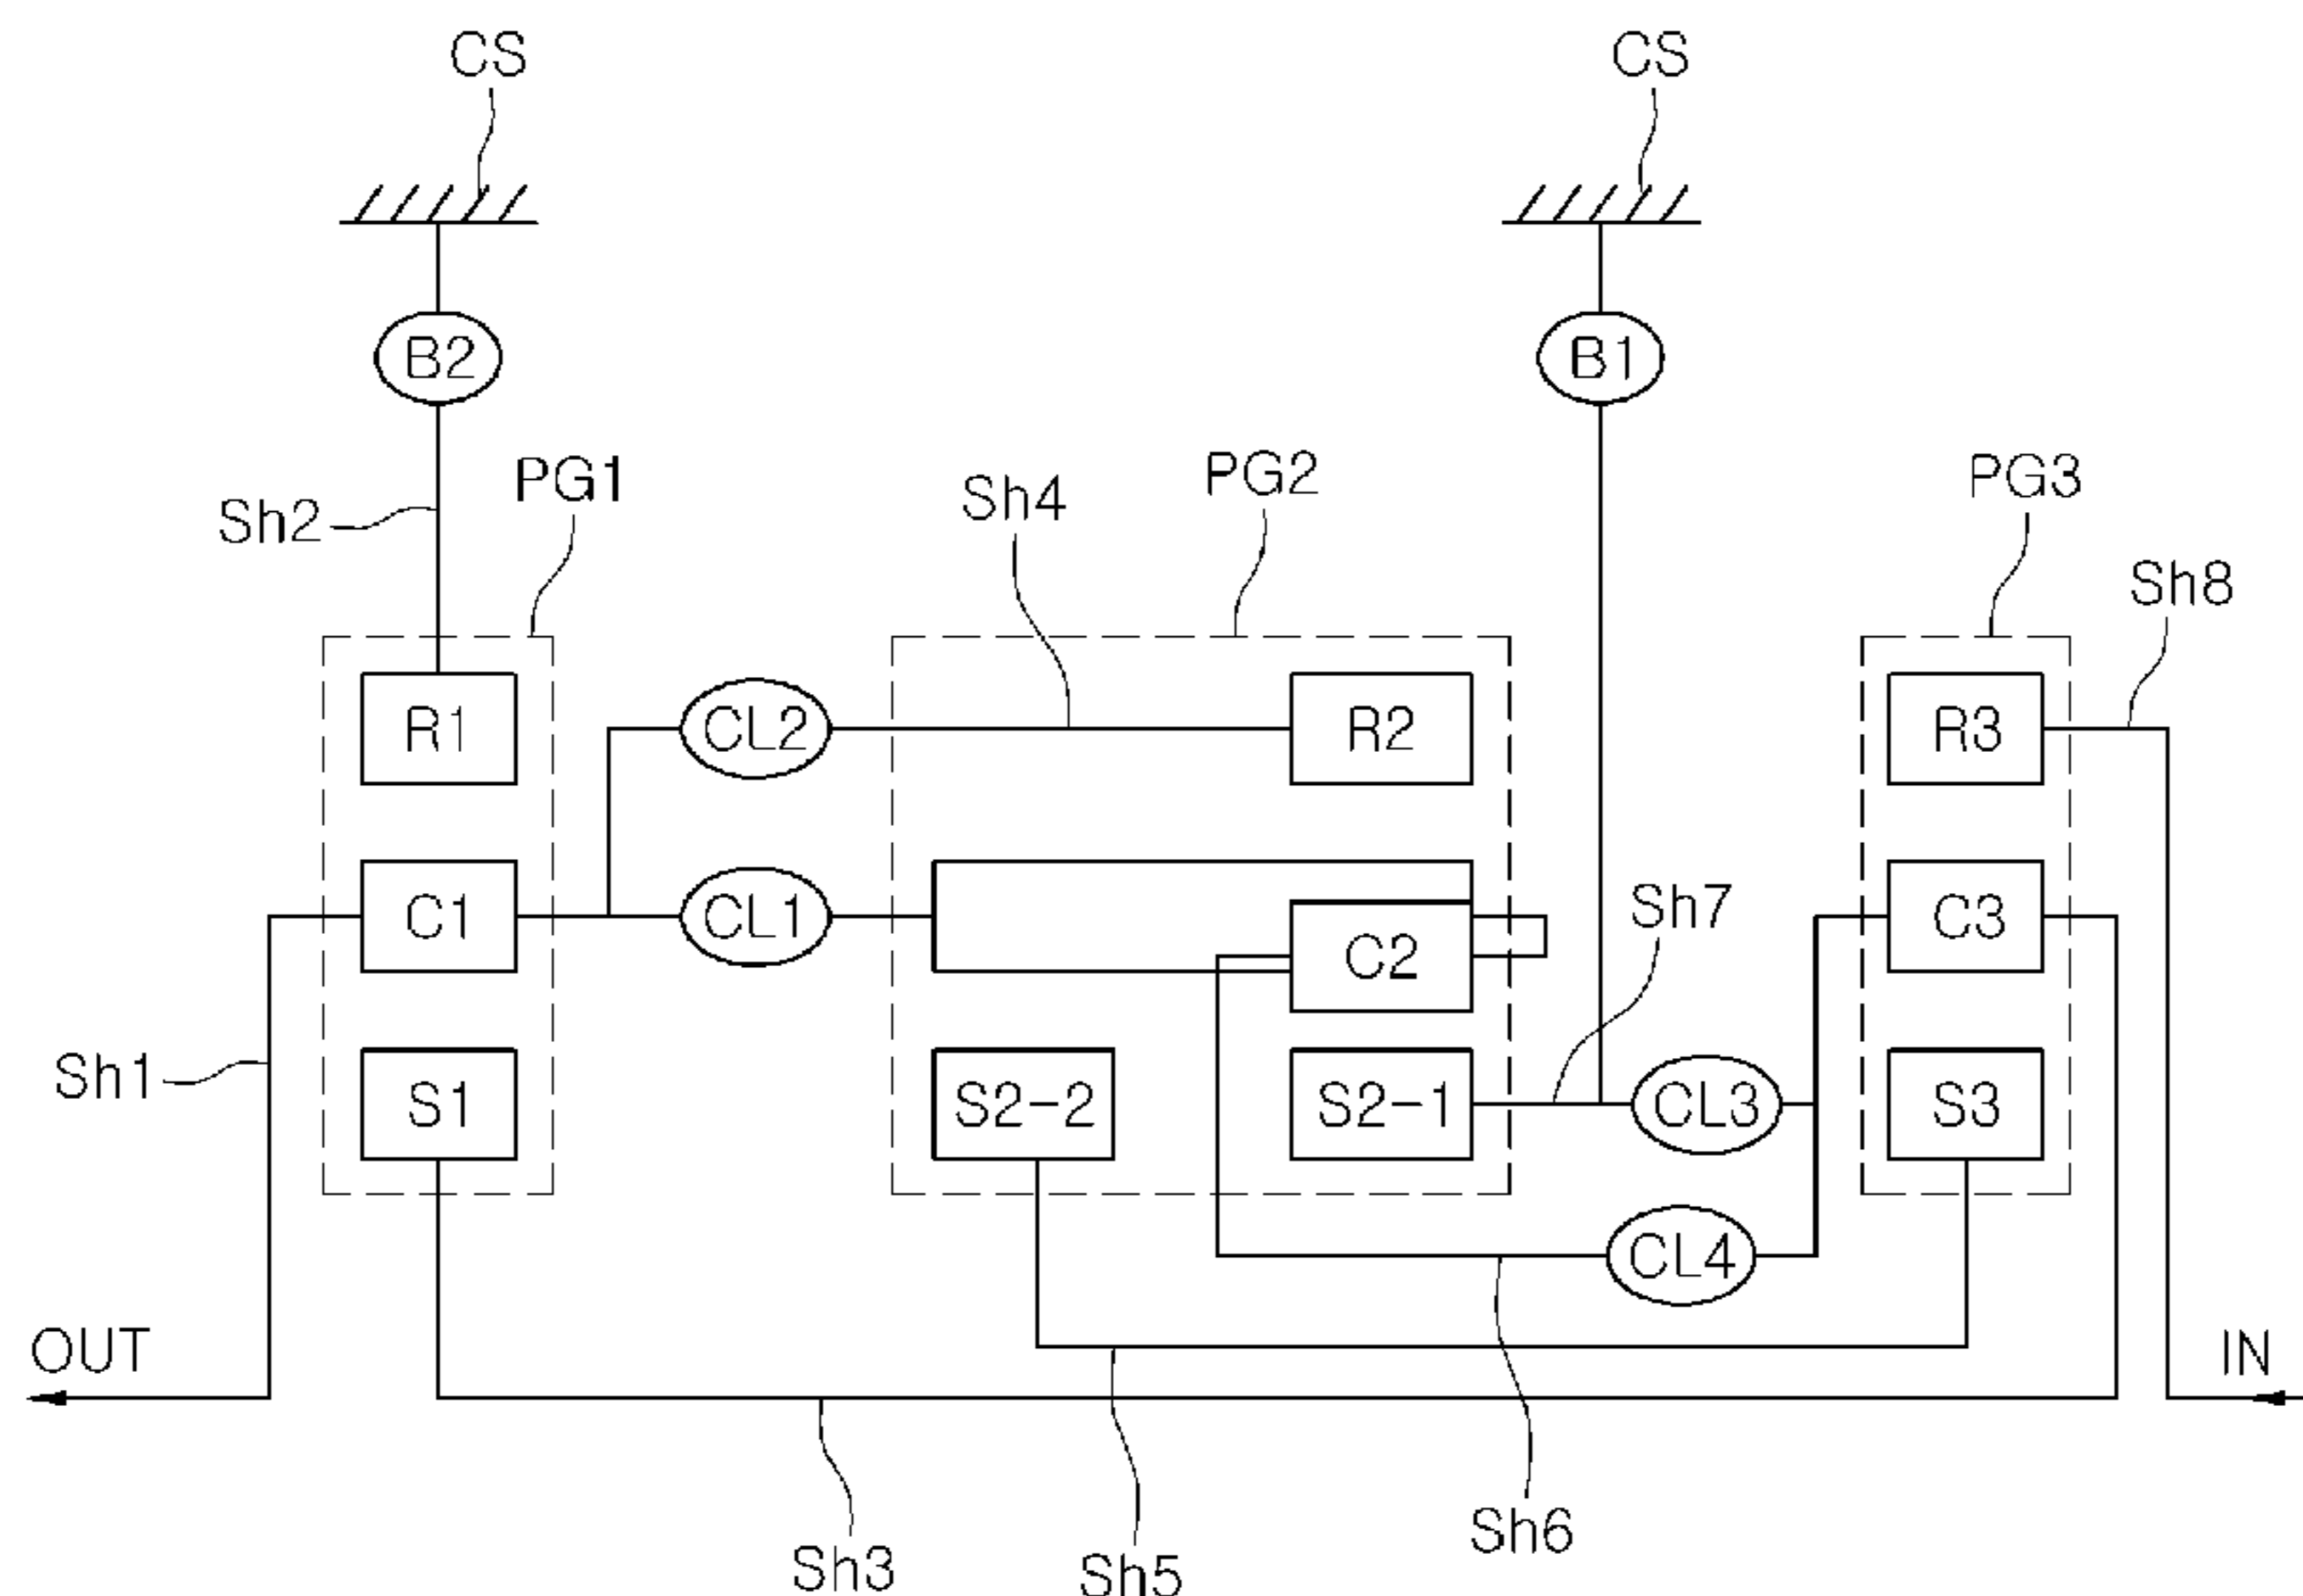 CS CS
B2 B1
PG1 PG2 PG3
Sh2 Sh4 Sh8
R1 CL2 R2 R3
C1 CL1 C2 Sh7 C3
Sh1 S1 S2-2 S2-1 CL3 S3
CL4
OUT IN
Sh3 Sh5 Sh6